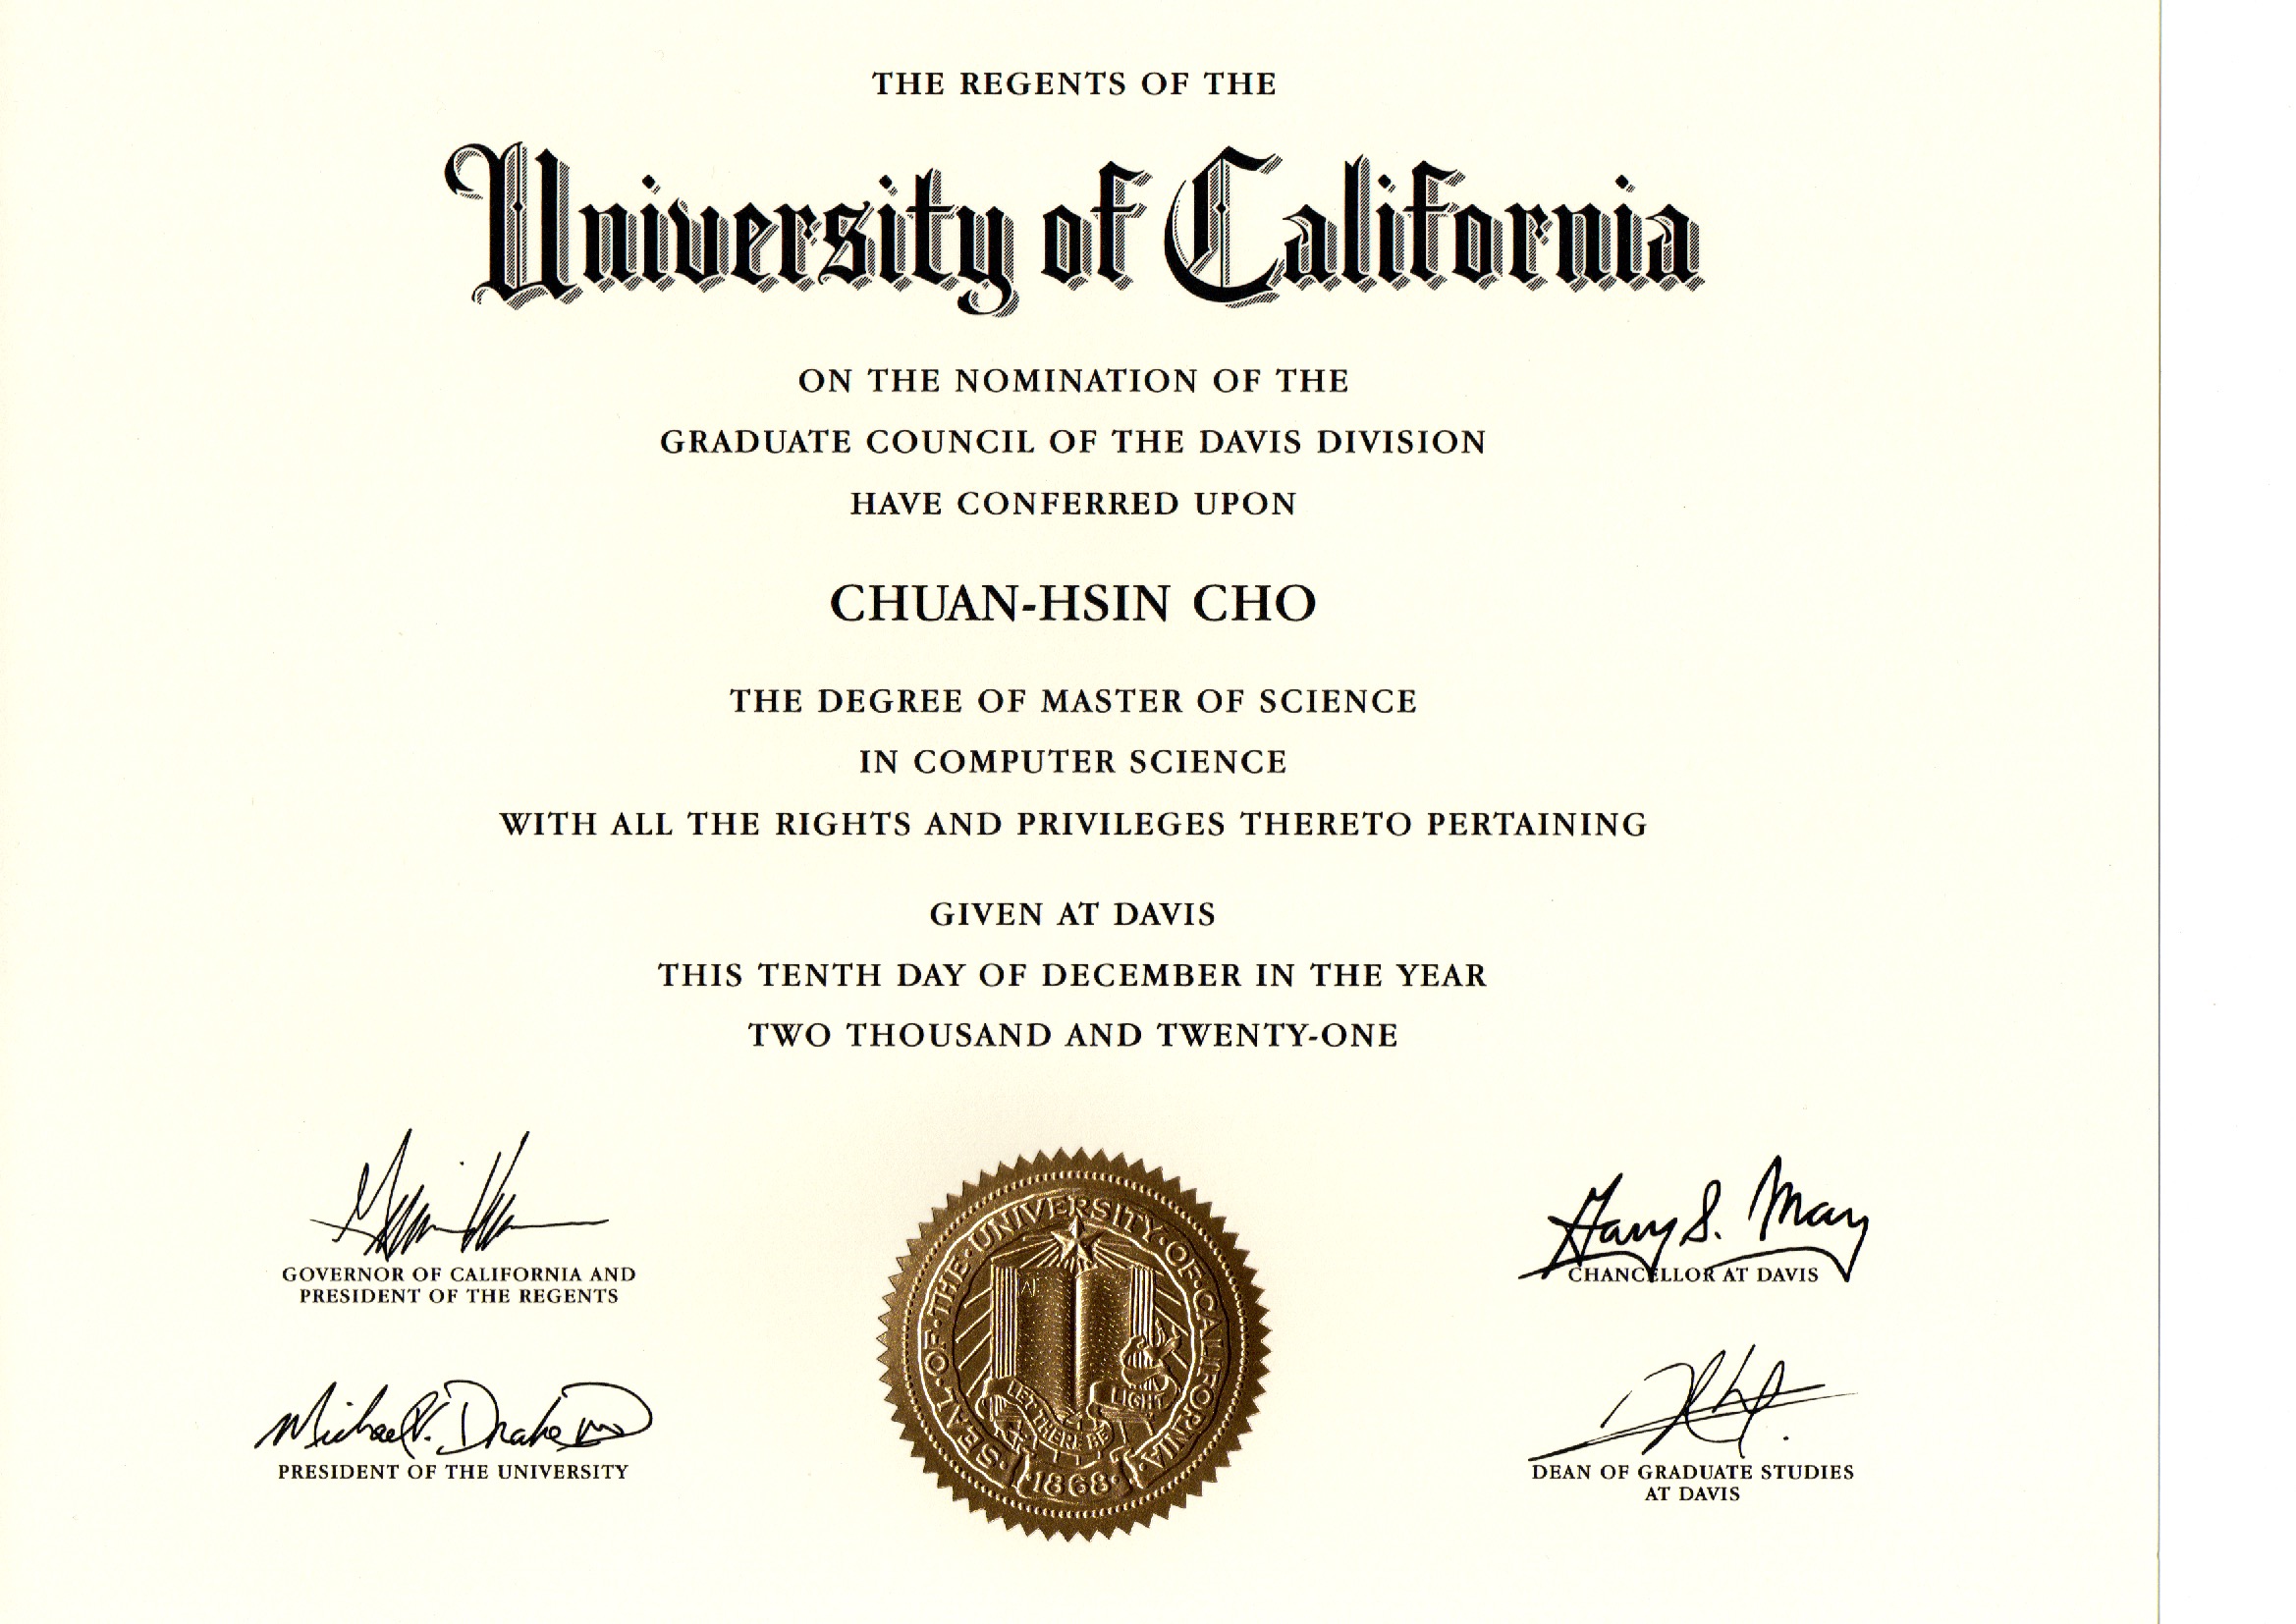 THE REGENTS OF THE
University of California
ON THE NOMINATION OF THE
GRADUATE COUNCIL OF THE DAVIS DIVISION
HAVE CONFERRED UPON
CHUAN-HSIN CHO
THE DEGREE OF MASTER OF SCIENCE
IN COMPUTER SCIENCE
WITH ALL THE RIGHTS AND PRIVILEGES THERETO PERTAINING
GIVEN AT DAVIS
THIS TENTH DAY OF DECEMBER IN THE YEAR
TWO THOUSAND AND TWENTY-ONE
GOVERNOR OF CALIFORNIA AND
PRESIDENT OF THE REGENTS
Michael V. Drake MD
PRESIDENT OF THE UNIVERSITY
SEAL·OF·THE·UNIVERSITY·OF·CALIFORNIA
LET THERE BE LIGHT
·1868·
Gary S. May
CHANCELLOR AT DAVIS
DEAN OF GRADUATE STUDIES
AT DAVIS